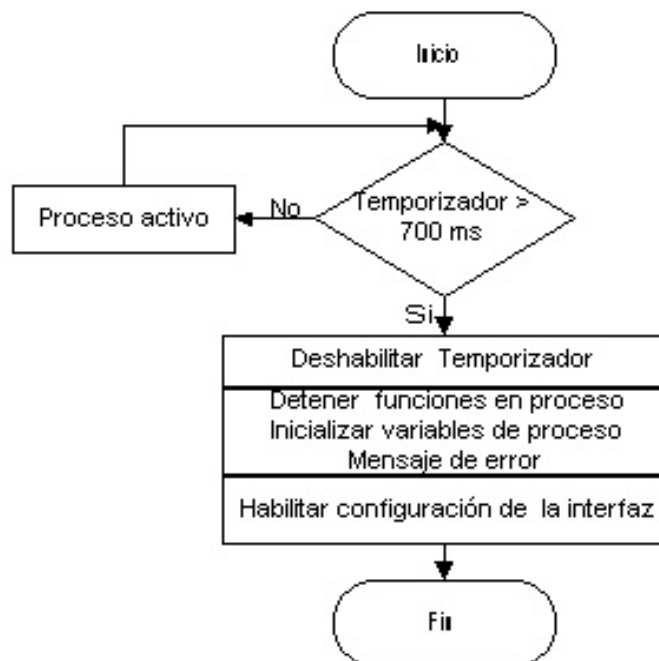 Inicio
Temporizador >
700 ms
No
Proceso activo
Si
Deshabilitar Temporizador
Detener funciones en proceso
Inicializar variables de proceso
Mensaje de error
Habilitar configuración de la interfaz
Fin